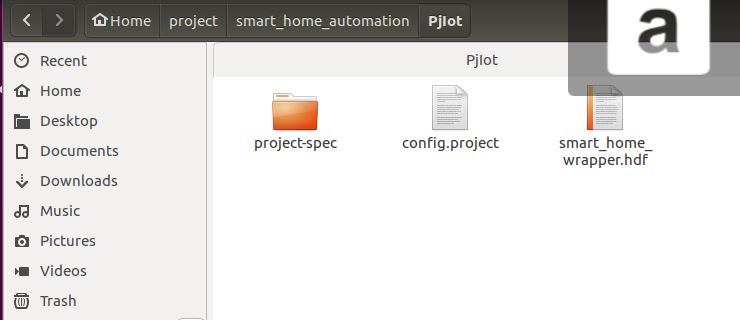 Home project smart_home_automation PjIot
a
PjIot
Recent
Home
Desktop
Documents
Downloads
Music
Pictures
Videos
Trash
project-spec
config.project
smart_home_
wrapper.hdf